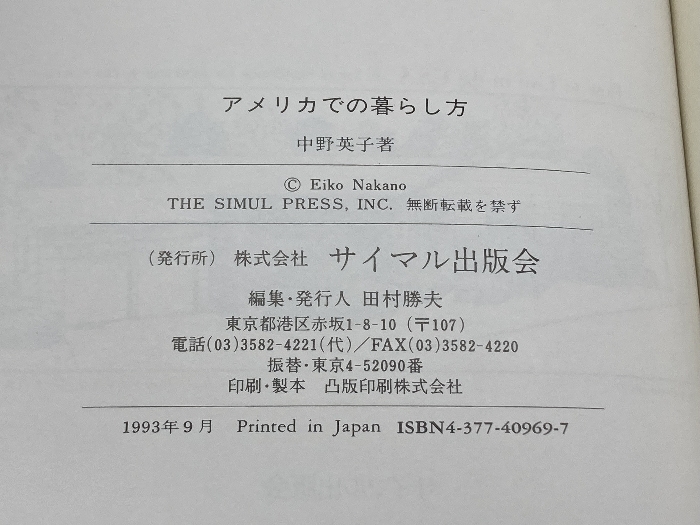 アメリカでの暮らし方
中野英子著
© Eiko Nakano
THE SIMUL PRESS, INC. 無断転載を禁ず
(発行所) 株式会社 サイマル出版会
編集・発行人 田村勝夫
東京都港区赤坂1-8-10 (〒107)
電話(03)3582-4221(代)/FAX(03)3582-4220
振替・東京4-52090番
印刷・製本 凸版印刷株式会社
1993年9月 Printed in Japan ISBN4-377-40969-7